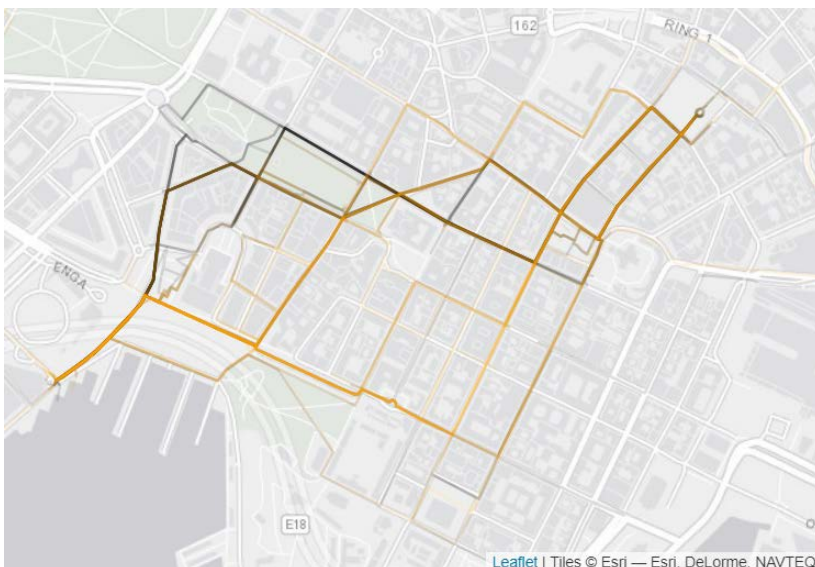 162
RING 1
ENGA
E18
O
Leaflet | Tiles © Esri — Esri, DeLorme, NAVTEQ